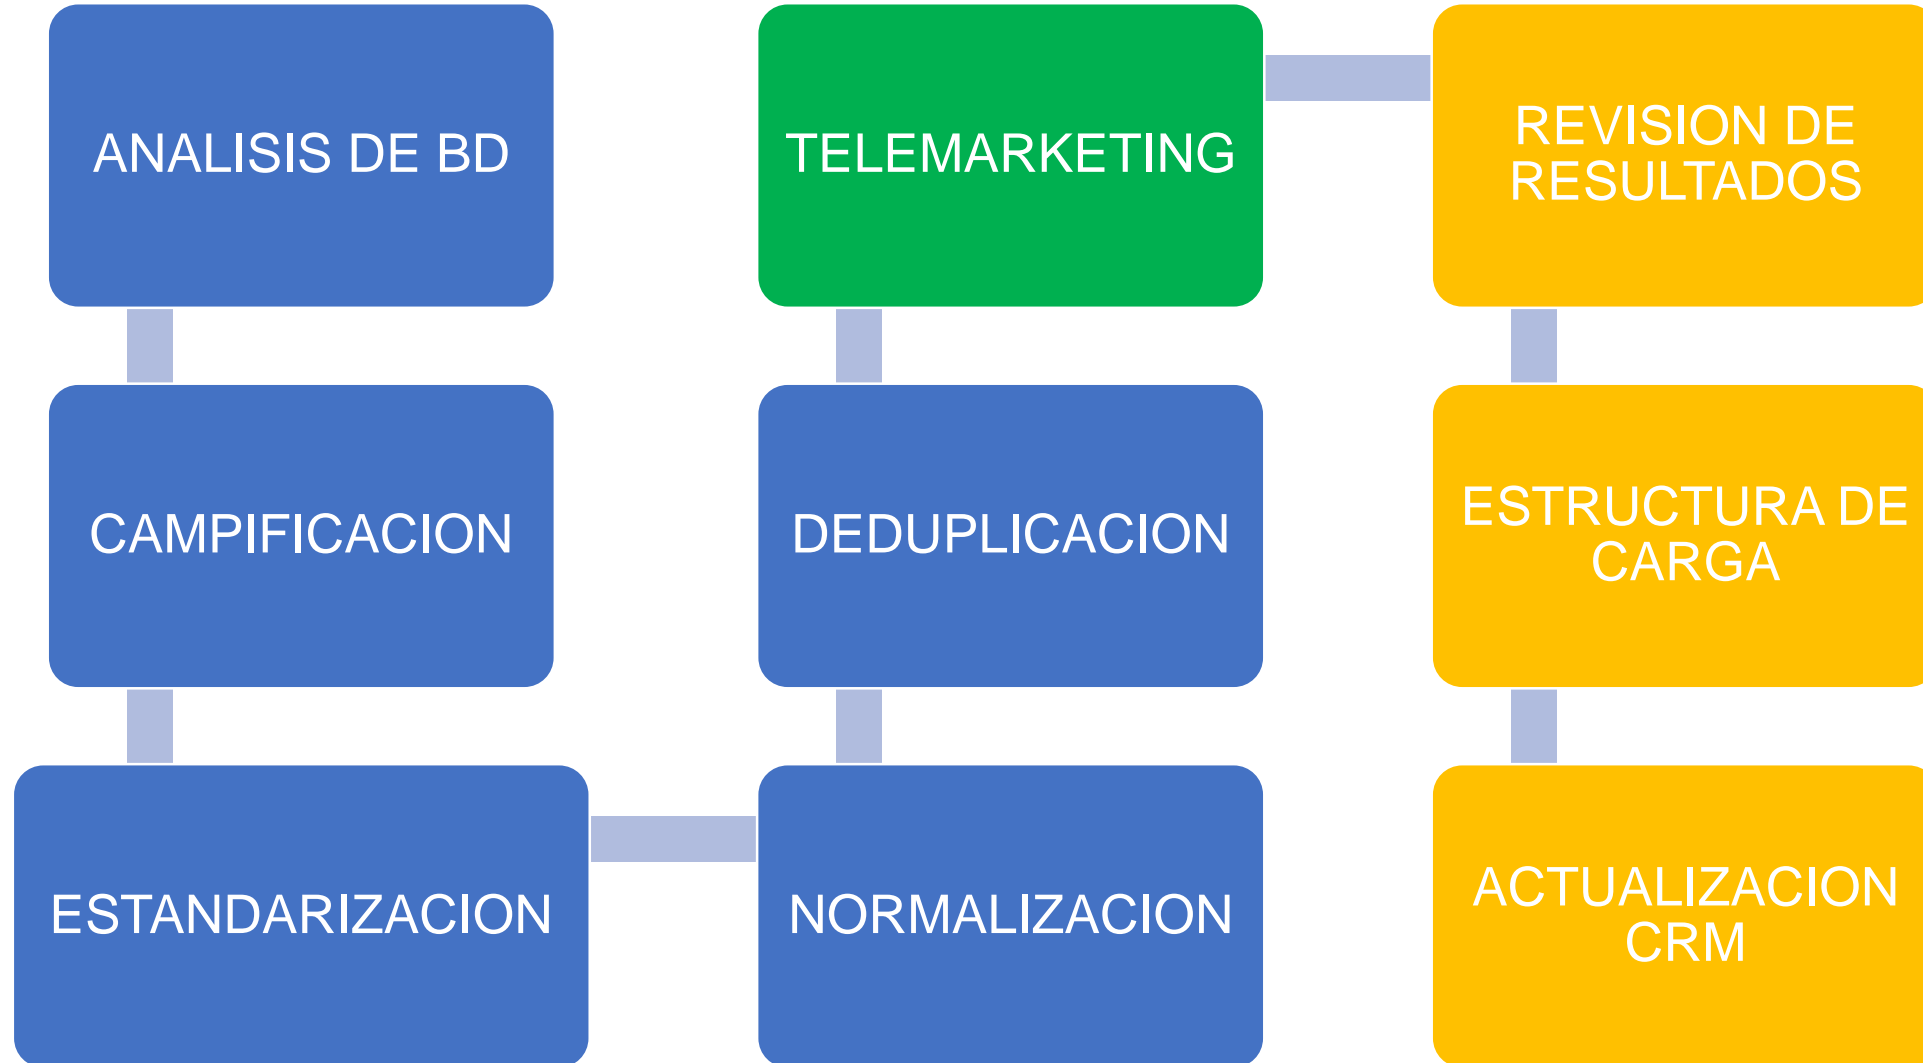 ANALISIS DE BD
CAMPIFICACION
ESTANDARIZACION
NORMALIZACION
DEDUPLICACION
TELEMARKETING
REVISION DE
RESULTADOS
ESTRUCTURA DE
CARGA
ACTUALIZACION
CRM